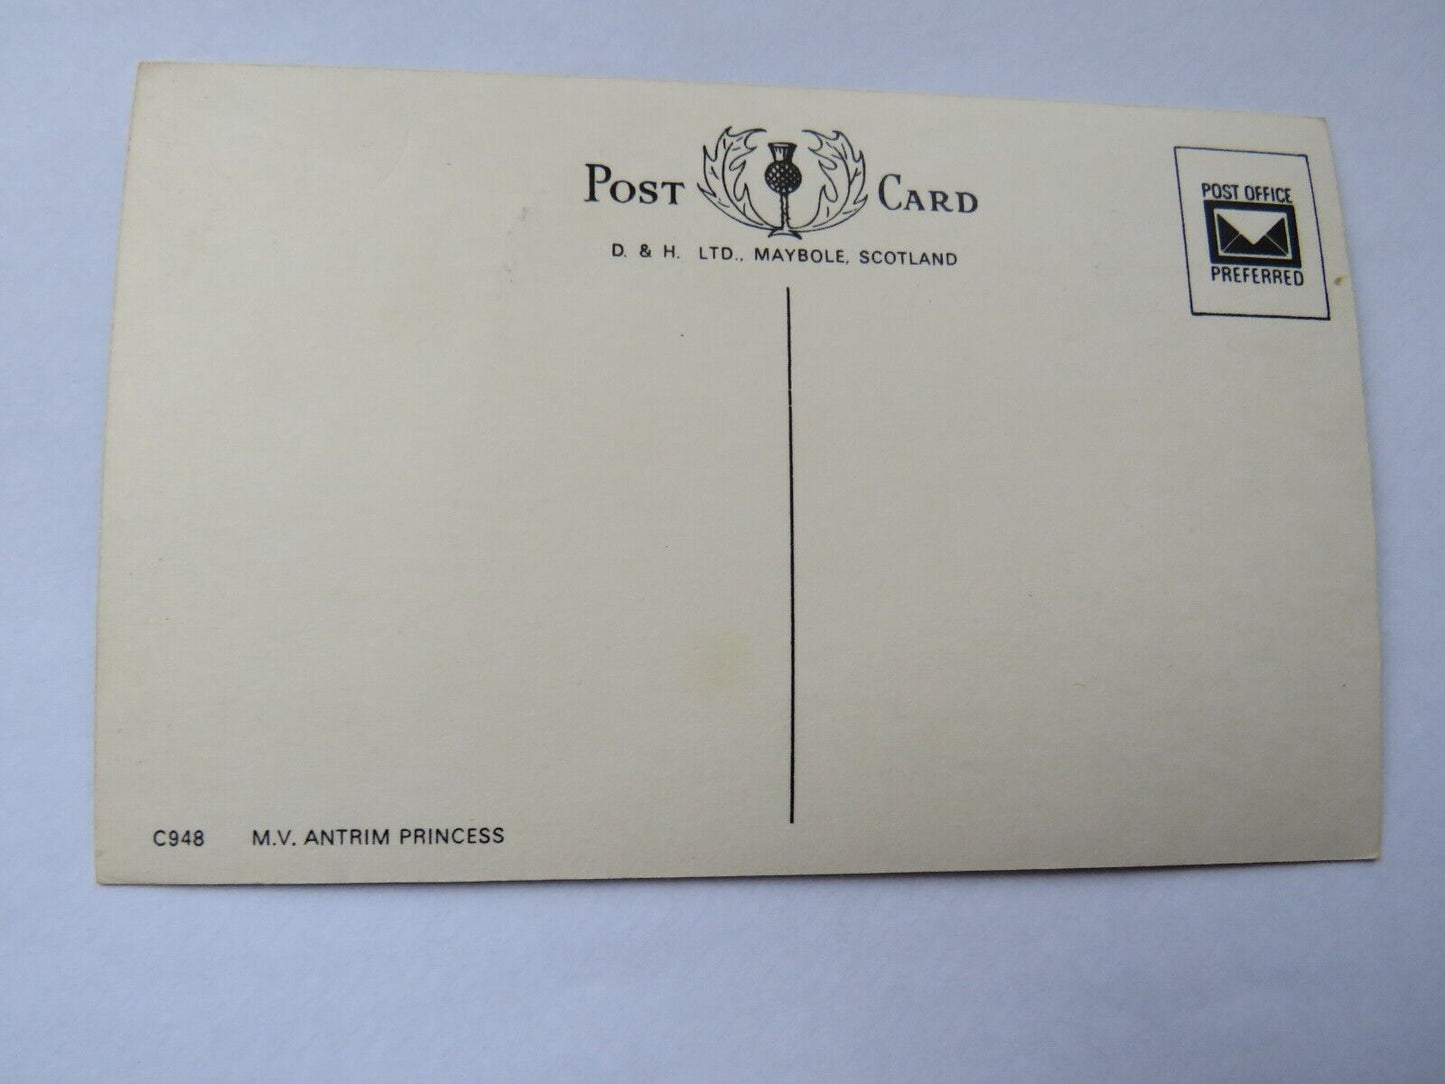 POST CARD
D. & H. LTD., MAYBOLE, SCOTLAND
POST OFFICE
PREFERRED
C948 M.V. ANTRIM PRINCESS